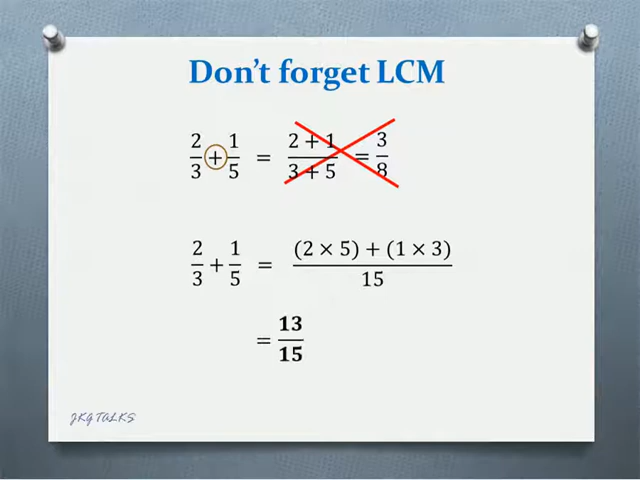 Don't forget LCM
2/3 + 1/5 = (2 + 1)/(3 + 5) = 3/8
2/3 + 1/5 = ((2 × 5) + (1 × 3))/15
= 13/15
JKG TALKS